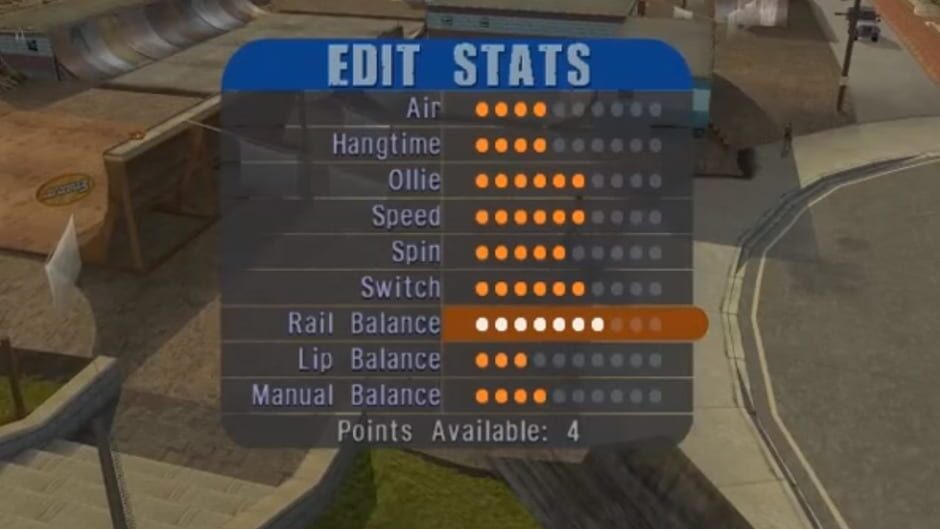 EDIT STATS
Air
Hangtime
Ollie
Speed
Spin
Switch
Rail Balance
Lip Balance
Manual Balance
Points Available: 4